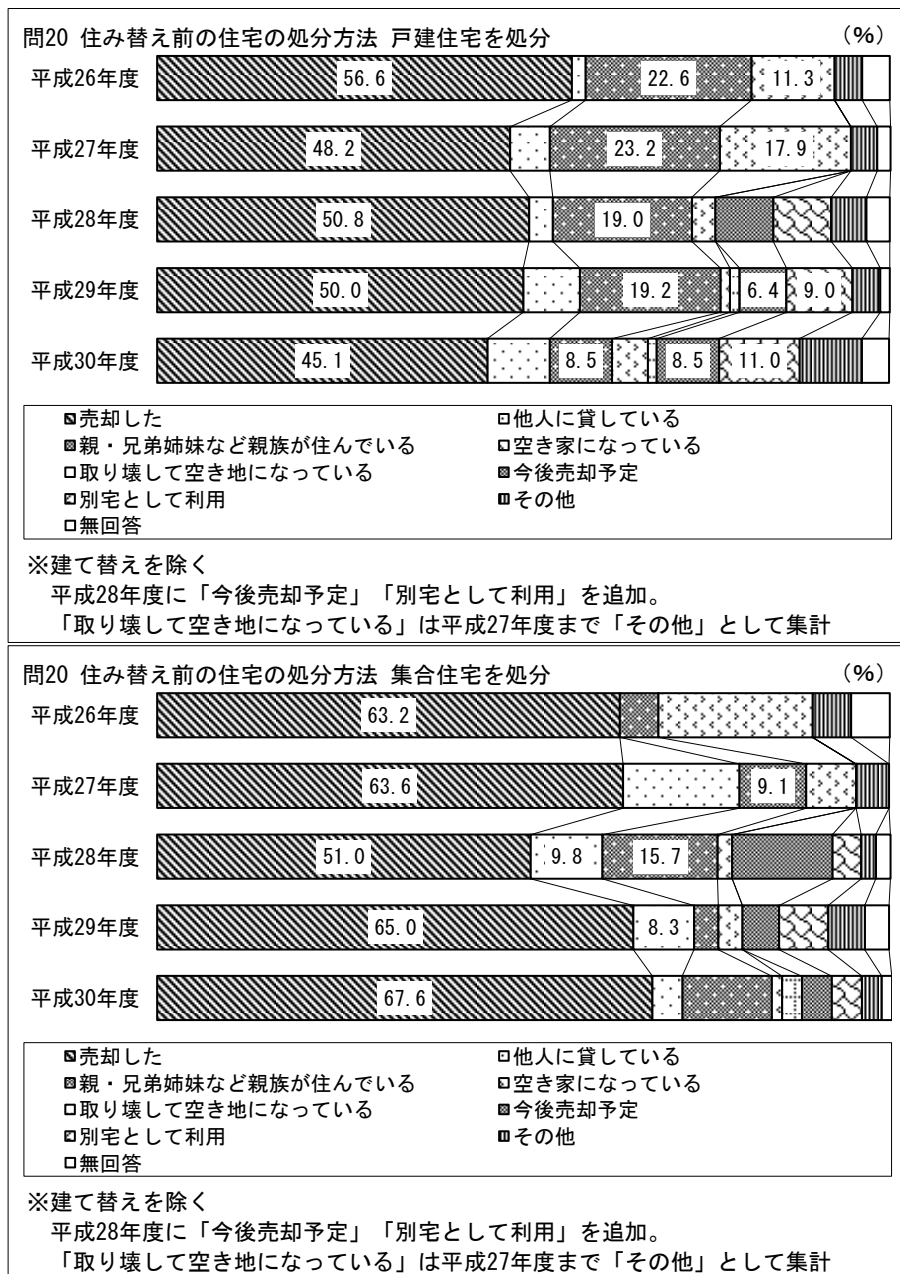 問20 住み替え前の住宅の処分方法 戸建住宅を処分 (%)
平成26年度 56.6 22.6 11.3
平成27年度 48.2 23.2 17.9
平成28年度 50.8 19.0
平成29年度 50.0 19.2 6.4 9.0
平成30年度 45.1 8.5 8.5 11.0
売却した 他人に貸している
親・兄弟姉妹など親族が住んでいる 空き家になっている
取り壊して空き地になっている 今後売却予定
別宅として利用 その他
無回答
※建て替えを除く
平成28年度に「今後売却予定」「別宅として利用」を追加。
「取り壊して空き地になっている」は平成27年度まで「その他」として集計
問20 住み替え前の住宅の処分方法 集合住宅を処分 (%)
平成26年度 63.2
平成27年度 63.6 9.1
平成28年度 51.0 9.8 15.7
平成29年度 65.0 8.3
平成30年度 67.6
売却した 他人に貸している
親・兄弟姉妹など親族が住んでいる 空き家になっている
取り壊して空き地になっている 今後売却予定
別宅として利用 その他
無回答
※建て替えを除く
平成28年度に「今後売却予定」「別宅として利用」を追加。
「取り壊して空き地になっている」は平成27年度まで「その他」として集計